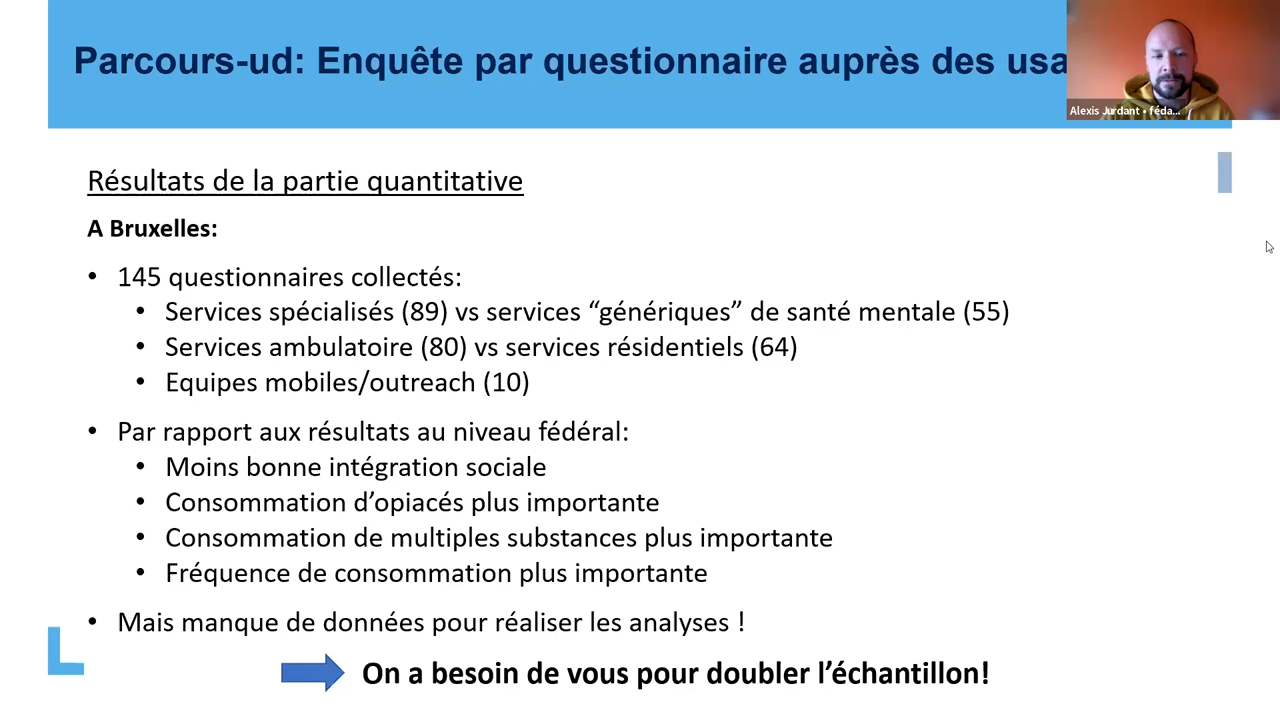 Parcours-ud: Enquête par questionnaire auprès des usa
Alexis Jurdant • féda...
Résultats de la partie quantitative
A Bruxelles:
• 145 questionnaires collectés:
• Services spécialisés (89) vs services “génériques” de santé mentale (55)
• Services ambulatoire (80) vs services résidentiels (64)
• Equipes mobiles/outreach (10)
• Par rapport aux résultats au niveau fédéral:
• Moins bonne intégration sociale
• Consommation d’opiacés plus importante
• Consommation de multiples substances plus importante
• Fréquence de consommation plus importante
• Mais manque de données pour réaliser les analyses !
On a besoin de vous pour doubler l’échantillon!